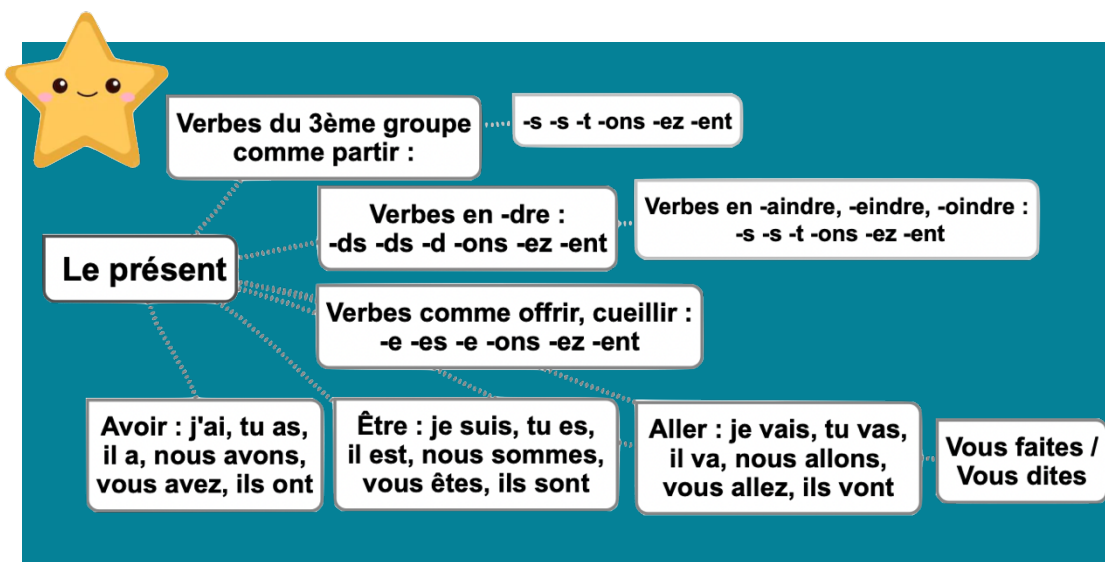 Verbes du 3ème groupe
comme partir :
-s -s -t -ons -ez -ent
Verbes en -dre :
-ds -ds -d -ons -ez -ent
Verbes en -aindre, -eindre, -oindre :
-s -s -t -ons -ez -ent
Le présent
Verbes comme offrir, cueillir :
-e -es -e -ons -ez -ent
Avoir : j'ai, tu as,
il a, nous avons,
vous avez, ils ont
Être : je suis, tu es,
il est, nous sommes,
vous êtes, ils sont
Aller : je vais, tu vas,
il va, nous allons,
vous allez, ils vont
Vous faites /
Vous dites